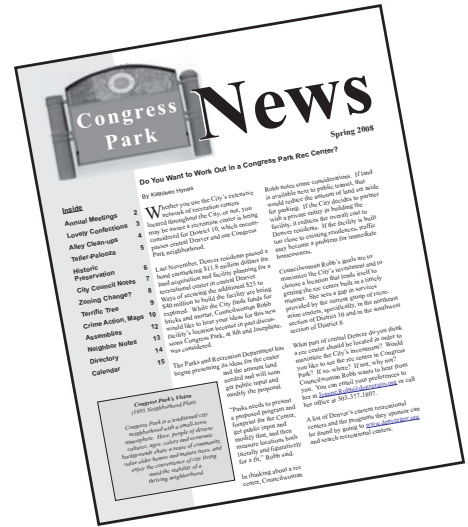 Congress
Park
News
Spring 2008
Do You Want to Work Out in a Congress Park Rec Center?
By Kathleen Hynes
Inside
Annual Meetings 2
Lovely Confections 3
Alley Clean-ups 4
Teller-Palooza 5
Historic
Preservation 6
City Council Notes 7
Zoning Change? 8
Terrific Tree 9
Crime Action, Maps 10
Assemblies 12
Neighbor Notes 13
Directory 14
Calendar 15
Congress Park's Vision
(1995 Neighborhood Plan)
Congress Park is a traditional city
neighborhood with a small-town
atmosphere. Here, people of diverse
cultures, ages, colors and economic
backgrounds share a sense of community,
value older homes and mature trees, and
enjoy the convenience of city living
amid the stability of a
thriving neighborhood.
Whether you use the City's extensive
network of recreation centers
located throughout the City, or not, you
may be aware a recreation center is being
considered for District 10, which encom-
passes central Denver and our Congress
Park neighborhood.
Last November, Denver residents passed a
bond earmarking $11.8 million dollars for
land acquisition and facility planning for a
recreational center in central Denver.
Ways of securing the additional $25 to
$40 million to build the facility are being
explored. While the City finds funds for
bricks and mortar, Councilwoman Robb
would like to hear your ideas for this new
facility's location because in past discus-
sions Congress Park, at 8th and Josephine,
was considered.
The Parks and Recreation Department has
begun presenting its ideas for the center
and the amount land
needed and will soon
get public input and
modify the proposal.
"Parks needs to present
a proposed program and
footprint for the Center,
get public input and
modify that, and then
measure locations both
literally and figuratively
for a fit," Robb said.
In thinking about a rec
center, Councilwoman
Robb notes some considerations. If land
is available next to public transit, that
would reduce the amount of land set aside
for parking. If the City decides to partner
with a private entity in building the
facility, it reduces the overall cost to
Denver residents. If the facility is built
too close to existing residences, traffic
may become a problem for immediate
homeowners.
Councilwoman Robb's goals are to
maximize the City's investment and to
choose a location that lends itself to
getting the rec center built in a timely
manner. She sees a gap in services
provided by the current group of recre-
ation centers, specifically, in the northeast
section of District 10 and in the southwest
section of District 8.
What part of central Denver do you think
a rec center should be located in order to
maximize the City's investment? Would
you like to see the rec center in Congress
Park? If so, where? If not, why not?
Councilwoman Robb wants to hear from
you. You can email your preferences to
her at Jeanne.Robb@denvergov.org or call
her office at 303.377.1807.
A list of Denver's current recreational
centers and the programs they sponsor can
be found by going to www.denvergov.org
and search recreational centers.